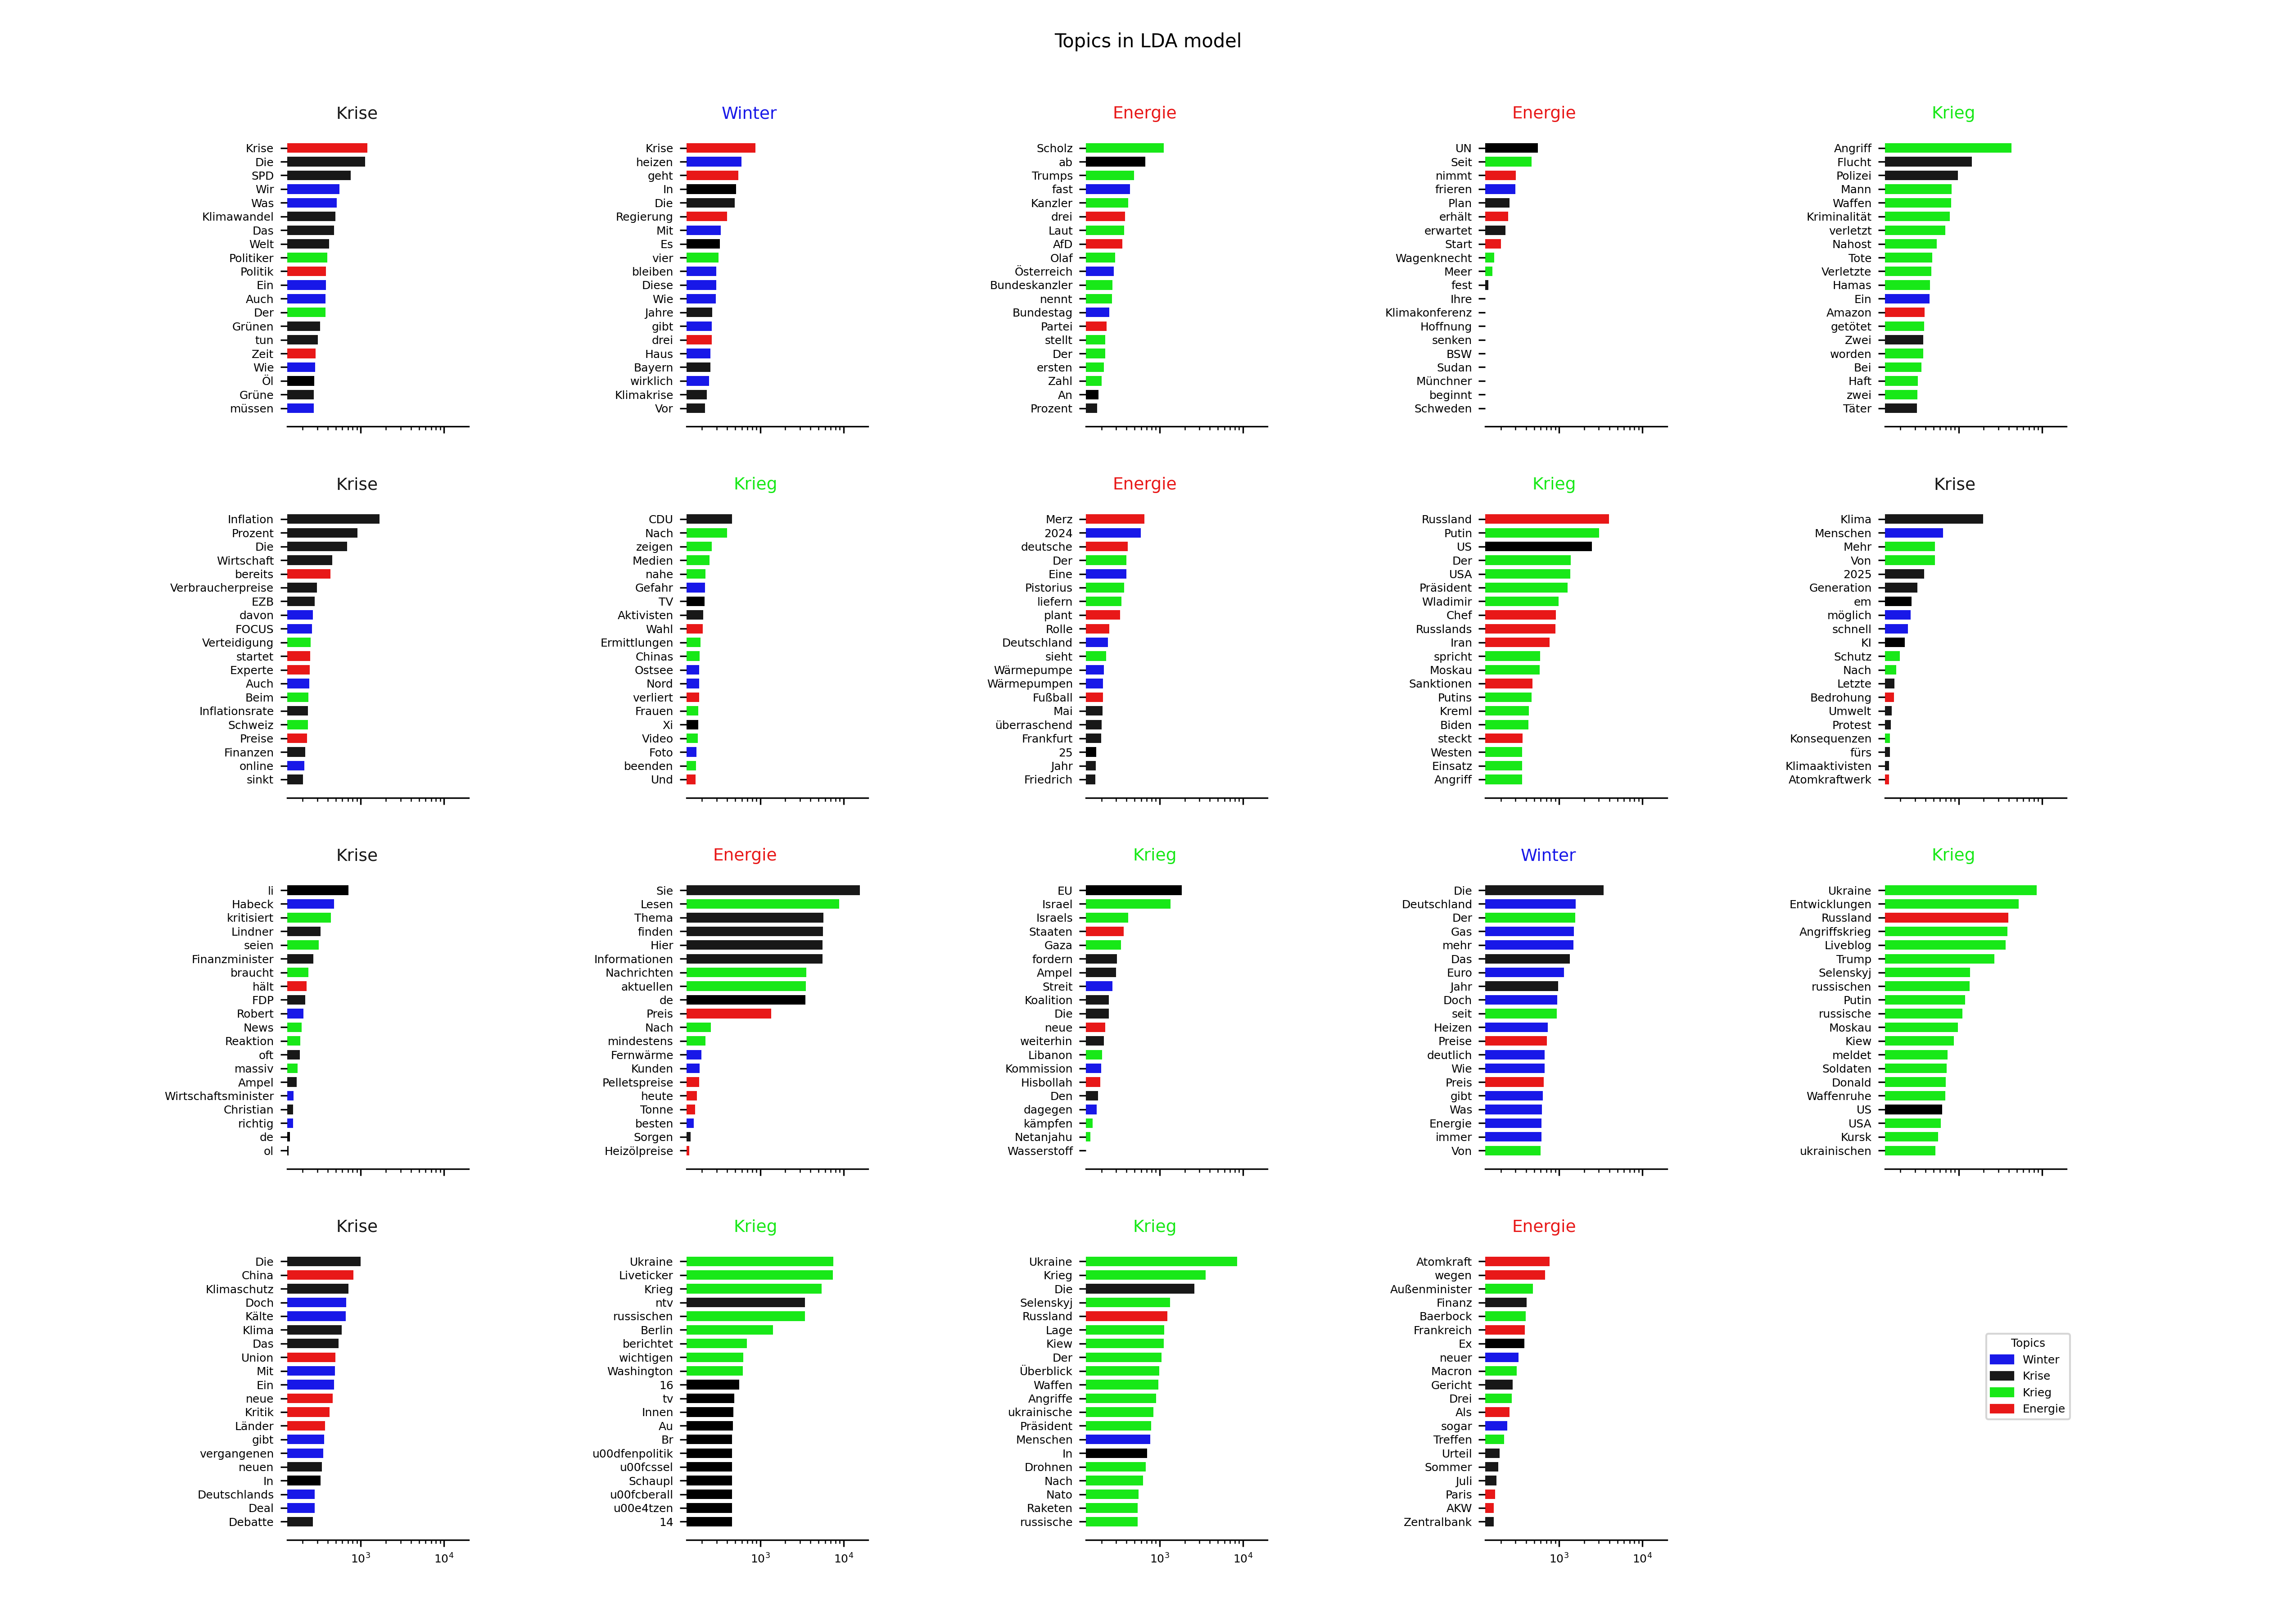 Topics in LDA model
Krise
Krise
Die
SPD
Wir
Was
Klimawandel
Das
Welt
Politiker
Politik
Ein
Auch
Der
Grünen
tun
Zeit
Wie
Öl
Grüne
müssen
Winter
Krise
heizen
geht
In
Die
Regierung
Mit
Es
vier
bleiben
Diese
Wie
Jahre
gibt
drei
Haus
Bayern
wirklich
Klimakrise
Vor
Energie
Scholz
ab
Trumps
fast
Kanzler
drei
Laut
AfD
Olaf
Österreich
Bundeskanzler
nennt
Bundestag
Partei
stellt
Der
ersten
Zahl
An
Prozent
Energie
UN
Seit
nimmt
frieren
Plan
erhält
erwartet
Start
Wagenknecht
Meer
fest
Ihre
Klimakonferenz
Hoffnung
senken
BSW
Sudan
Münchner
beginnt
Schweden
Krieg
Angriff
Flucht
Polizei
Mann
Waffen
Kriminalität
verletzt
Nahost
Tote
Verletzte
Hamas
Ein
Amazon
getötet
Zwei
worden
Bei
Haft
zwei
Täter
Krise
Inflation
Prozent
Die
Wirtschaft
bereits
Verbraucherpreise
EZB
davon
FOCUS
Verteidigung
startet
Experte
Auch
Beim
Inflationsrate
Schweiz
Preise
Finanzen
online
sinkt
Krieg
CDU
Nach
zeigen
Medien
nahe
Gefahr
TV
Aktivisten
Wahl
Ermittlungen
Chinas
Ostsee
Nord
verliert
Frauen
Xi
Video
Foto
beenden
Und
Energie
Merz
2024
deutsche
Der
Eine
Pistorius
liefern
plant
Rolle
Deutschland
sieht
Wärmepumpe
Wärmepumpen
Fußball
Mai
überraschend
Frankfurt
25
Jahr
Friedrich
Krieg
Russland
Putin
US
Der
USA
Präsident
Wladimir
Chef
Russlands
Iran
spricht
Moskau
Sanktionen
Putins
Kreml
Biden
steckt
Westen
Einsatz
Angriff
Krise
Klima
Menschen
Mehr
Von
2025
Generation
em
möglich
schnell
KI
Schutz
Nach
Letzte
Bedrohung
Umwelt
Protest
Konsequenzen
fürs
Klimaaktivisten
Atomkraftwerk
Krise
li
Habeck
kritisiert
Lindner
seien
Finanzminister
braucht
hält
FDP
Robert
News
Reaktion
oft
massiv
Ampel
Wirtschaftsminister
Christian
richtig
de
ol
Energie
Sie
Lesen
Thema
finden
Hier
Informationen
Nachrichten
aktuellen
de
Preis
Nach
mindestens
Fernwärme
Kunden
Pelletspreise
heute
Tonne
besten
Sorgen
Heizölpreise
Krieg
EU
Israel
Israels
Staaten
Gaza
fordern
Ampel
Streit
Koalition
Die
neue
weiterhin
Libanon
Kommission
Hisbollah
Den
dagegen
kämpfen
Netanjahu
Wasserstoff
Winter
Die
Deutschland
Der
Gas
mehr
Das
Euro
Jahr
Doch
seit
Heizen
Preise
deutlich
Wie
Preis
gibt
Was
Energie
immer
Von
Krieg
Ukraine
Entwicklungen
Russland
Angriffskrieg
Liveblog
Trump
Selenskyj
russischen
Putin
russische
Moskau
Kiew
meldet
Soldaten
Donald
Waffenruhe
US
USA
Kursk
ukrainischen
Krise
Die
China
Klimaschutz
Doch
Kälte
Klima
Das
Union
Mit
Ein
neue
Kritik
Länder
gibt
vergangenen
neuen
In
Deutschlands
Deal
Debatte
10³ 10⁴
Krieg
Ukraine
Liveticker
Krieg
ntv
russischen
Berlin
berichtet
wichtigen
Washington
16
tv
Innen
Au
Br
u00dfenpolitik
u00fcssel
Schaupl
u00fcberall
u00e4tzen
14
10³ 10⁴
Krieg
Ukraine
Krieg
Die
Selenskyj
Russland
Lage
Kiew
Der
Überblick
Waffen
Angriffe
ukrainische
Präsident
Menschen
In
Drohnen
Nach
Nato
Raketen
russische
10³ 10⁴
Energie
Atomkraft
wegen
Außenminister
Finanz
Baerbock
Frankreich
Ex
neuer
Macron
Gericht
Drei
Als
sogar
Treffen
Urteil
Sommer
Juli
Paris
AKW
Zentralbank
10³ 10⁴
Topics
Winter
Krise
Krieg
Energie